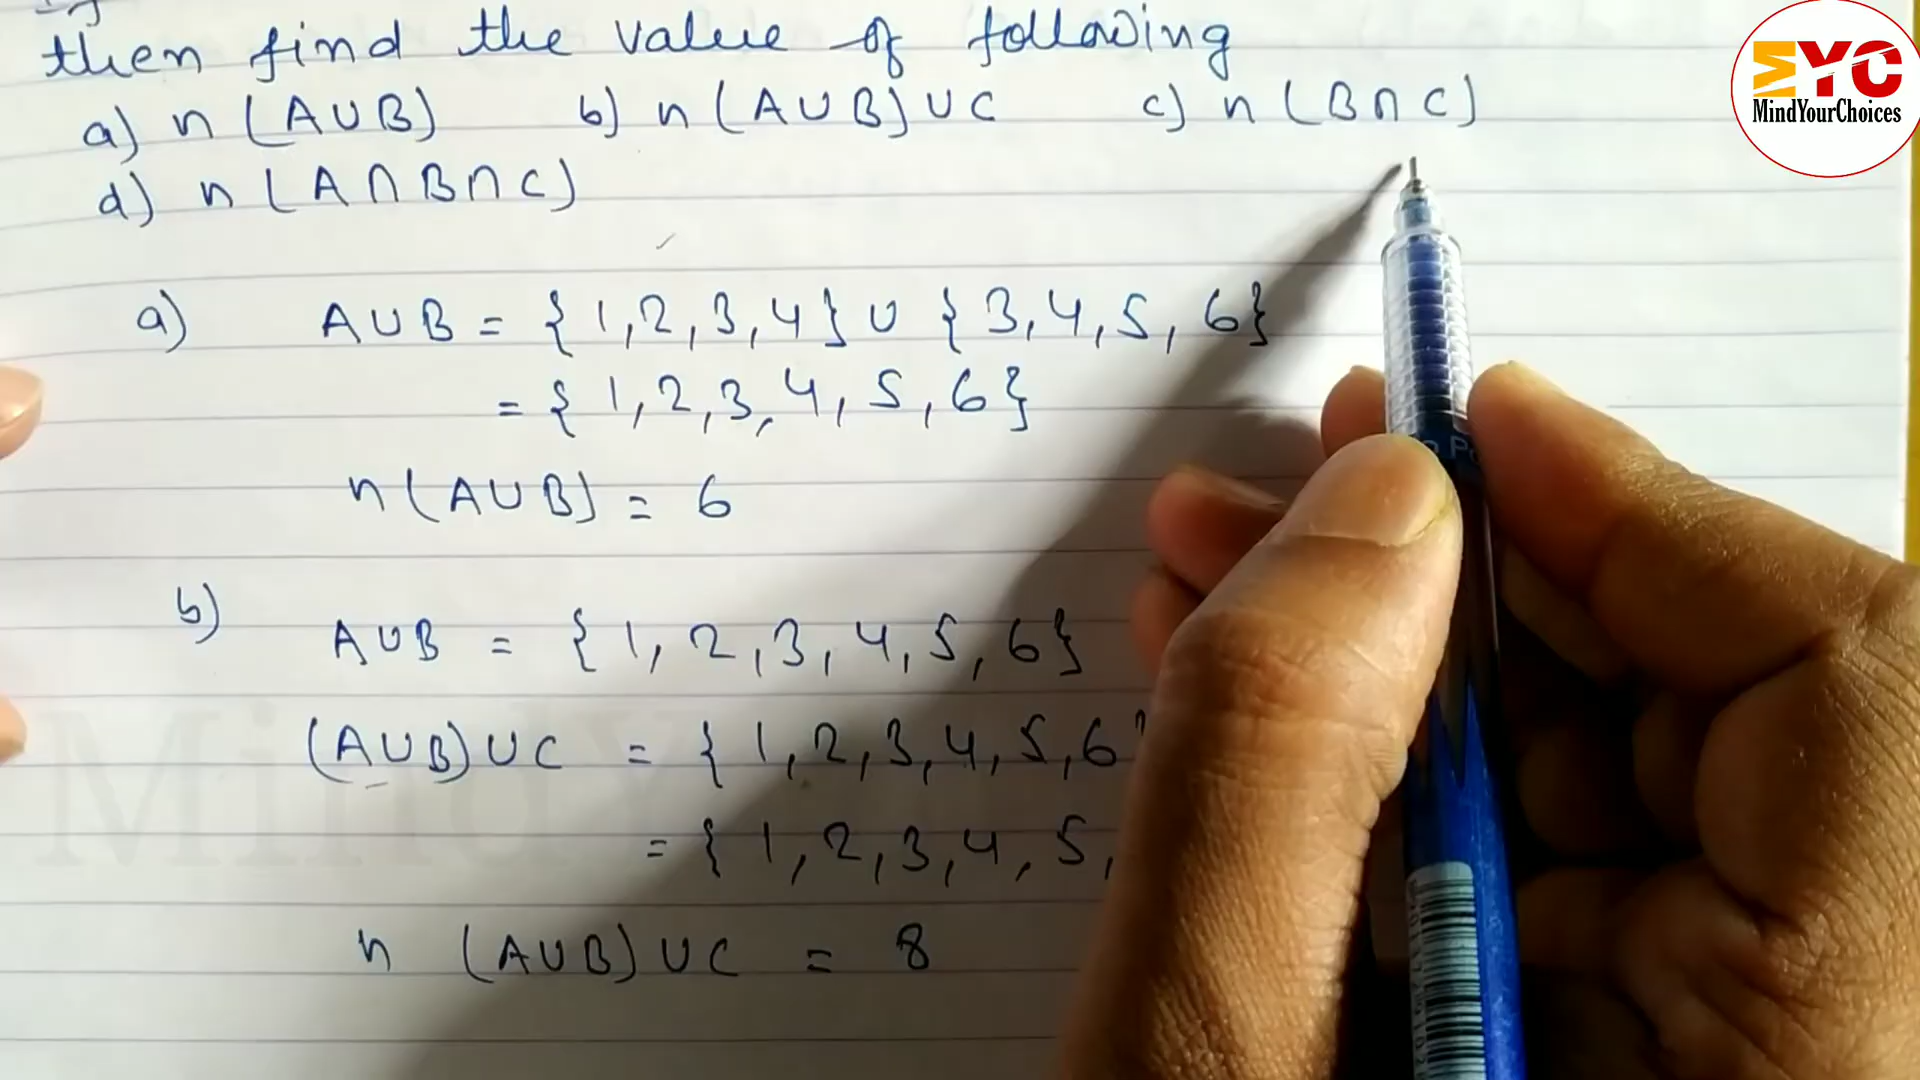 then find the value of following
a) n (A∪B) b) n (A∪B)∪C c) n (B∩C)
d) n (A∩B∩C)
a) A∪B = {1,2,3,4} ∪ {3,4,5,6}
= {1,2,3,4,5,6}
n(A∪B) = 6
b) A∪B = {1,2,3,4,5,6}
(A∪B)∪C = {1,2,3,4,5,6}
= {1,2,3,4,5,
n (A∪B)∪C = 8
MYC
MindYourChoices